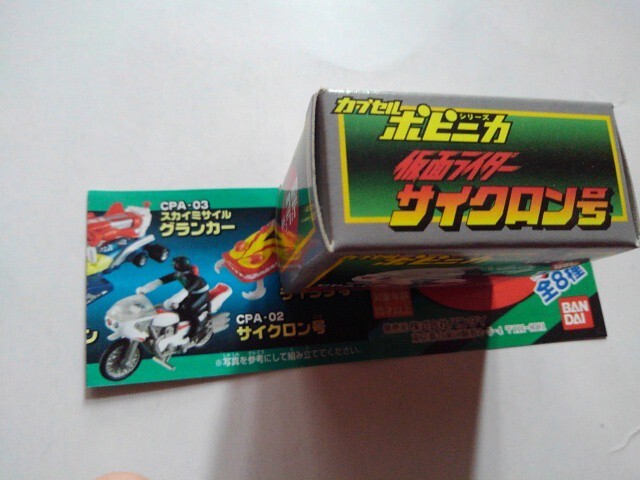 カプセル
ポピニカ
シリーズ
仮面ライダー
サイクロン号
CPA-03
スカイミサイル
グランカー
CPA-02
サイクロン号
※写真を参考にして組み立ててください。
全8種
BAN
DAI